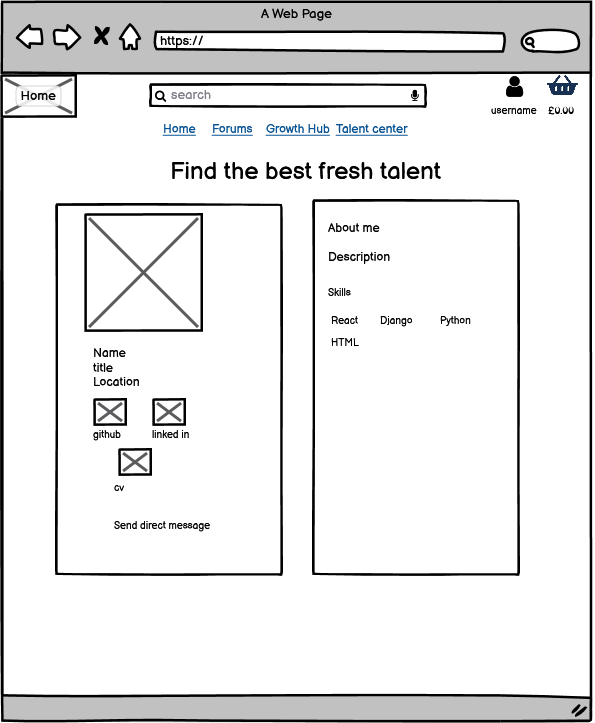 A Web Page
https://
Home
search
username
£0.00
Home Forums Growth Hub Talent center
Find the best fresh talent
Name
title
Location
github linked in
cv
Send direct message
About me
Description
Skills
React Django Python
HTML